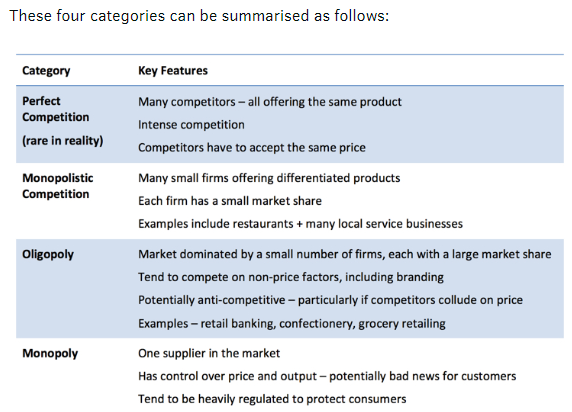 These four categories can be summarised as follows:
Category Key Features
Perfect Competition (rare in reality) Many competitors – all offering the same product
Intense competition
Competitors have to accept the same price
Monopolistic Competition Many small firms offering differentiated products
Each firm has a small market share
Examples include restaurants + many local service businesses
Oligopoly Market dominated by a small number of firms, each with a large market share
Tend to compete on non-price factors, including branding
Potentially anti-competitive – particularly if competitors collude on price
Examples – retail banking, confectionery, grocery retailing
Monopoly One supplier in the market
Has control over price and output – potentially bad news for customers
Tend to be heavily regulated to protect consumers